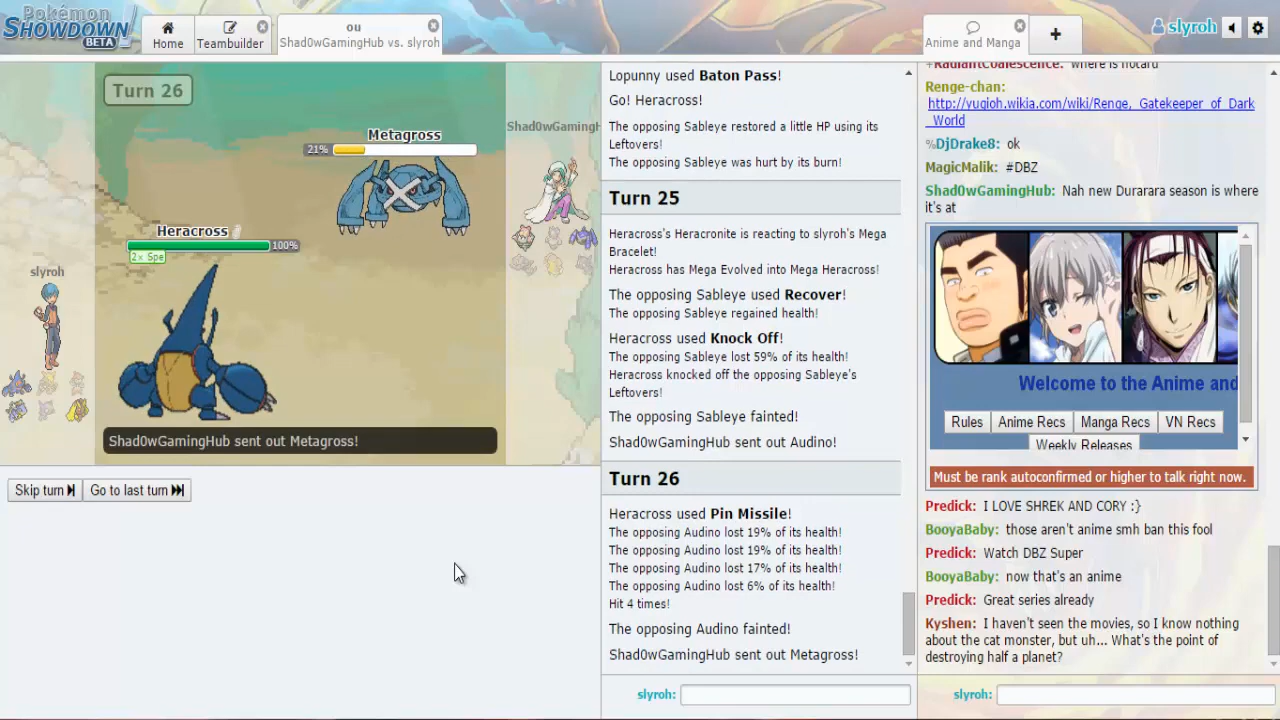 Pokémon
SHOWDOWN
BETA
Home
Teambuilder
ou
Shad0wGamingHub vs. slyroh
Anime and Manga
+
slyroh
Turn 26
Metagross
21%
Heracross
100%
2x Spe
slyroh
Shad0wGamingH
Shad0wGamingHub sent out Metagross!
Skip turn
Go to last turn
Lopunny used Baton Pass!
Go! Heracross!
The opposing Sableye restored a little HP using its
Leftovers!
The opposing Sableye was hurt by its burn!
Turn 25
Heracross's Heracronite is reacting to slyroh's Mega
Bracelet!
Heracross has Mega Evolved into Mega Heracross!
The opposing Sableye used Recover!
The opposing Sableye regained health!
Heracross used Knock Off!
The opposing Sableye lost 59% of its health!
Heracross knocked off the opposing Sableye's
Leftovers!
The opposing Sableye fainted!
Shad0wGamingHub sent out Audino!
Turn 26
Heracross used Pin Missile!
The opposing Audino lost 19% of its health!
The opposing Audino lost 19% of its health!
The opposing Audino lost 17% of its health!
The opposing Audino lost 6% of its health!
Hit 4 times!
The opposing Audino fainted!
Shad0wGamingHub sent out Metagross!
slyroh:
+RadiantCoalescence: where is hotaru
Renge-chan:
http://yugioh.wikia.com/wiki/Renge,_Gatekeeper_of_Dark
_World
%DjDrake8: ok
MagicMalik: #DBZ
Shad0wGamingHub: Nah new Durarara season is where
it's at
Welcome to the Anime and
Rules
Anime Recs
Manga Recs
VN Recs
Weekly Releases
Must be rank autoconfirmed or higher to talk right now.
Predick: I LOVE SHREK AND CORY :}
BooyaBaby: those aren't anime smh ban this fool
Predick: Watch DBZ Super
BooyaBaby: now that's an anime
Predick: Great series already
Kyshen: I haven't seen the movies, so I know nothing
about the cat monster, but uh... What's the point of
destroying half a planet?
slyroh: